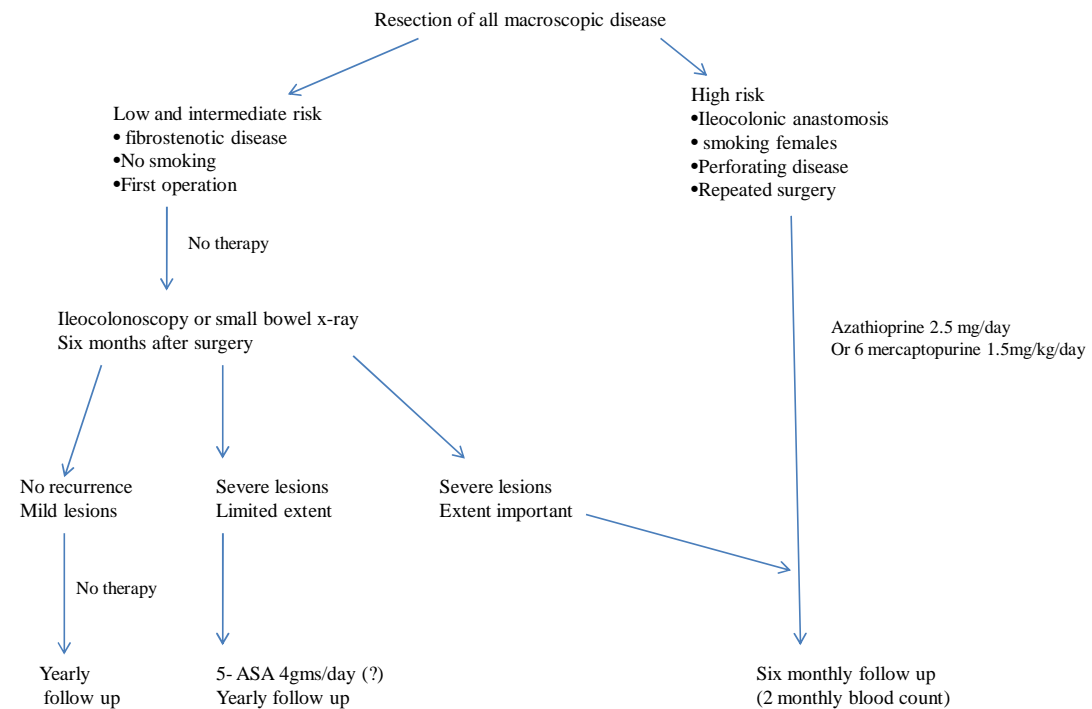 Resection of all macroscopic disease
Low and intermediate risk
• fibrostenotic disease
•No smoking
•First operation
High risk
•Ileocolonic anastomosis
• smoking females
•Perforating disease
•Repeated surgery
No therapy
Ileocolonoscopy or small bowel x-ray
Six months after surgery
Azathioprine 2.5 mg/day
Or 6 mercaptopurine 1.5mg/kg/day
No recurrence
Mild lesions
Severe lesions
Limited extent
Severe lesions
Extent important
No therapy
Yearly
follow up
5- ASA 4gms/day (?)
Yearly follow up
Six monthly follow up
(2 monthly blood count)